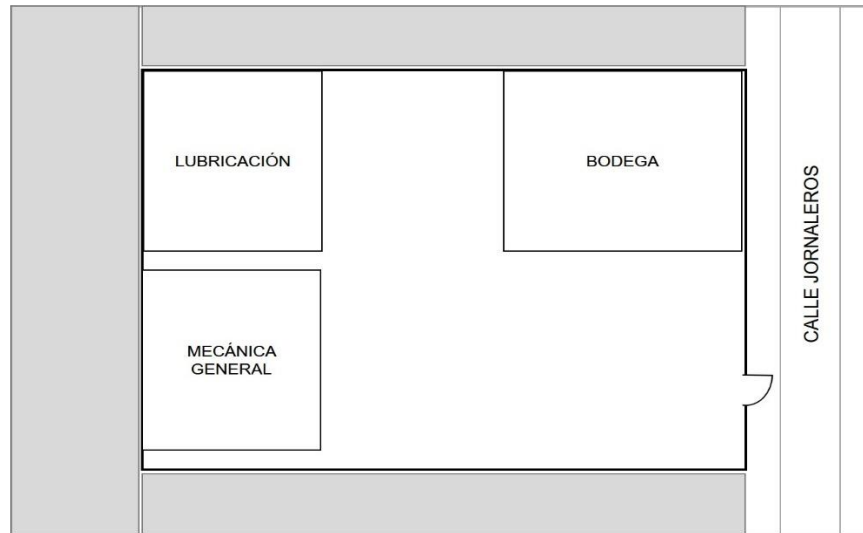 LUBRICACIÓN
BODEGA
MECÁNICA
GENERAL
CALLE JORNALEROS